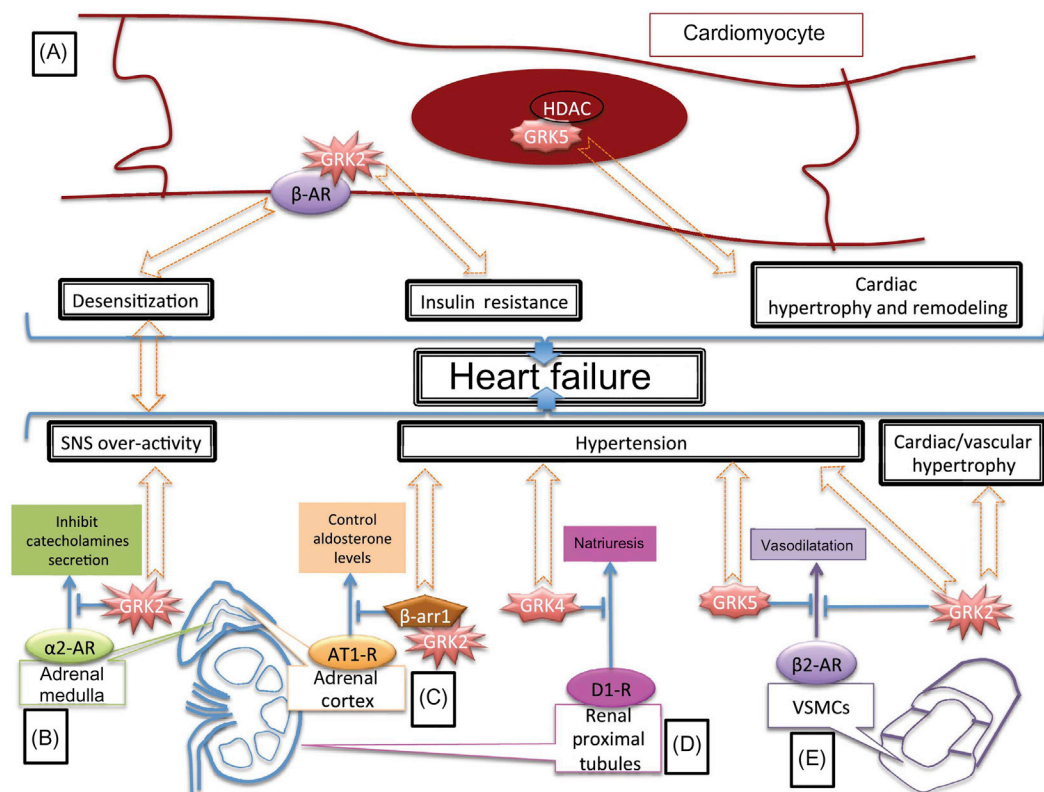 (A)
Cardiomyocyte
HDAC
GRK5
GRK2
β-AR
Desensitization
Insulin resistance
Cardiac
hypertrophy and remodeling
Heart failure
SNS over-activity
Hypertension
Cardiac/vascular
hypertrophy
Inhibit
catecholamines
secretion
Control
aldosterone
levels
Natriuresis
Vasodilatation
GRK2
β-arr1
GRK2
GRK4
GRK5
GRK2
α2-AR
Adrenal
medulla
AT1-R
Adrenal
cortex
D1-R
Renal
proximal
tubules
β2-AR
VSMCs
(B)
(C)
(D)
(E)